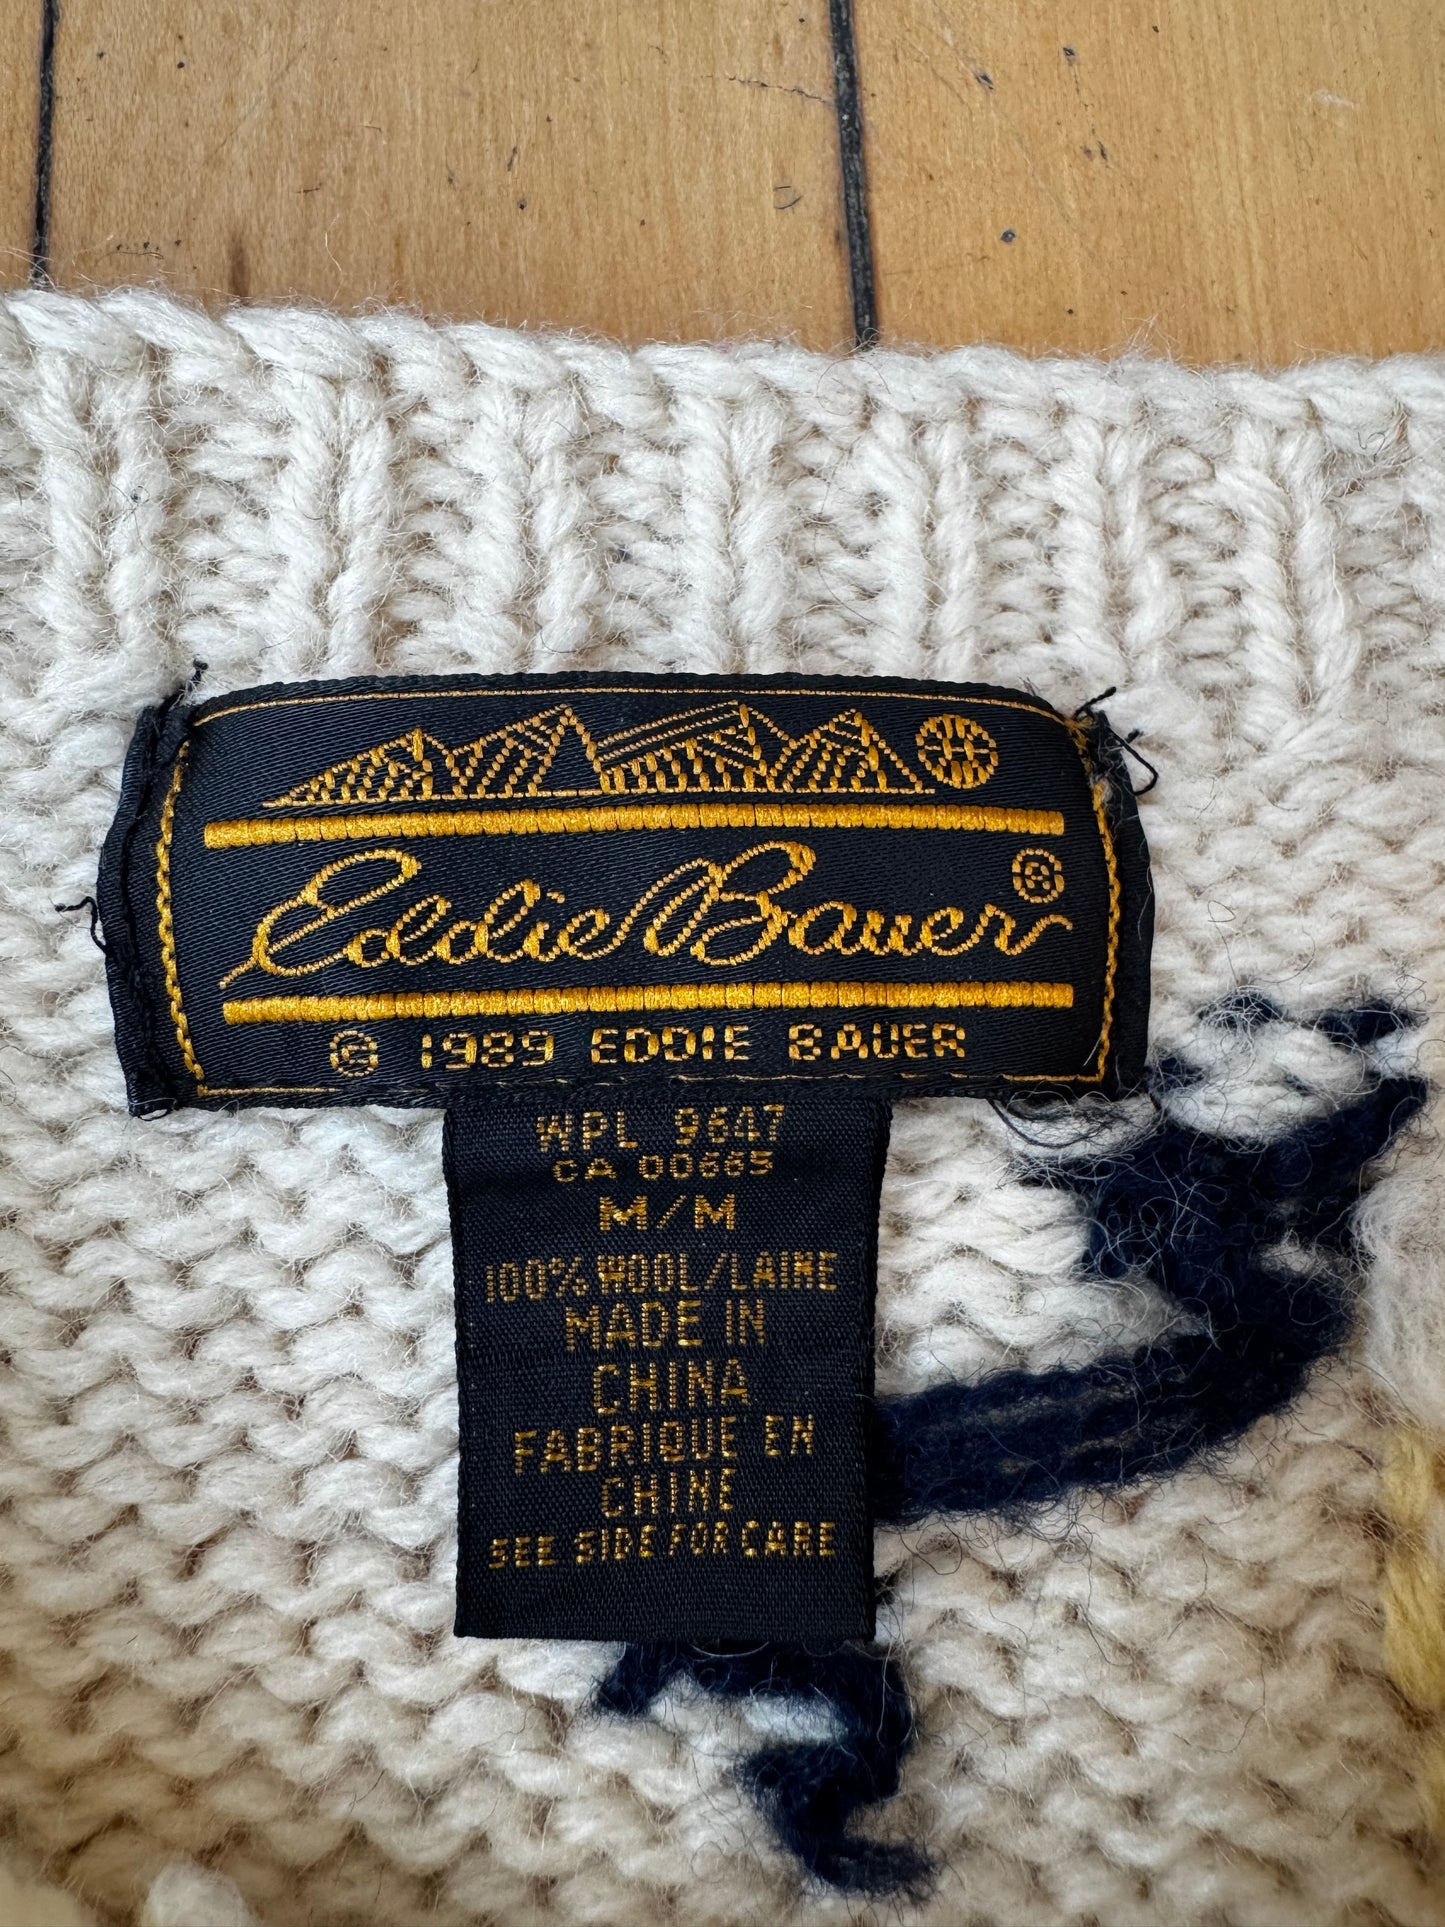 Eddie Bauer®
© 1989 EDDIE BAUER
WPL 9647
CA 00665
M/M
100% WOOL/LAINE
MADE IN
CHINA
FABRIQUE EN
CHINE
SEE SIDE FOR CARE